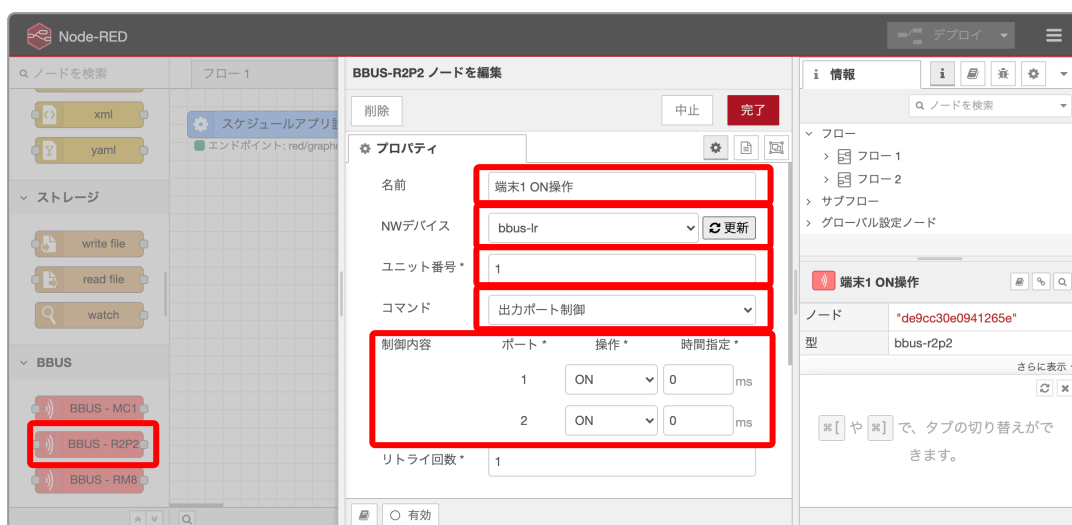 Node-RED
デプロイ
ノードを検索
フロー 1
BBUS-R2P2 ノードを編集
i 情報
i
削除
中止
完了
ノードを検索
xml
スケジュールアプリ
yaml
エンドポイント: red/graph
プロパティ
フロー
フロー 1
フロー 2
サブフロー
グローバル設定ノード
名前
端末1 ON操作
ストレージ
NWデバイス
bbus-lr
更新
write file
ユニット番号 *
1
read file
端末1 ON操作
watch
コマンド
出力ポート制御
ノード
"de9cc30e0941265e"
制御内容
ポート *
操作 *
時間指定 *
型
bbus-r2p2
BBUS
さらに表示
1
ON
0
ms
BBUS - MC1
2
ON
0
ms
⌘[ や ⌘] で、タブの切り替えがで
きます。
BBUS - R2P2
リトライ回数 *
1
BBUS - RM8
有効